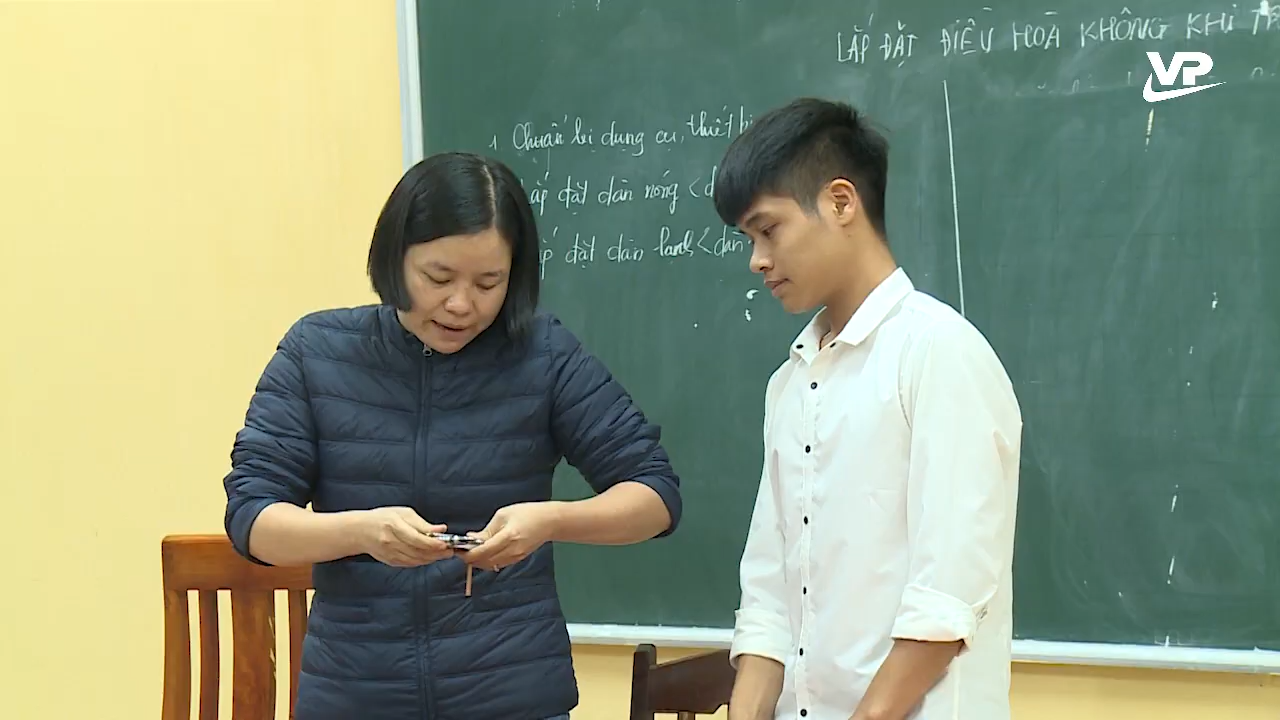 LẮP ĐẶT ĐIỀU HOÀ KHÔNG KHÍ
VP
1 Chuẩn bị dụng cụ, thiết bị
Lắp đặt dàn nóng <
đặt dàn lạnh < dàn